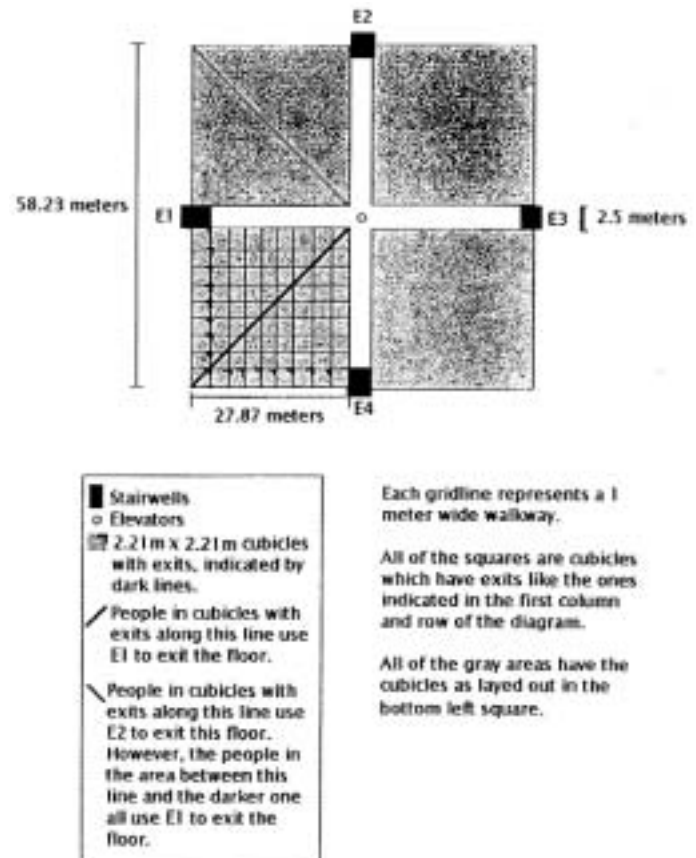 E2
58.23 meters
E1
E3
2.5 meters
E4
27.87 meters
Stairwells
Elevators
2.21m x 2.21m cubicles
with exits, indicated by
dark lines.
People in cubicles with
exits along this line use
E1 to exit the floor.
People in cubicles with
exits along this line use
E2 to exit this floor.
However, the people in
the area between this
line and the darker one
all use E1 to exit the
floor.
Each gridline represents a 1
meter wide walkway.
All of the squares are cubicles
which have exits like the ones
indicated in the first column
and row of the diagram.
All of the gray areas have the
cubicles as layed out in the
bottom left square.